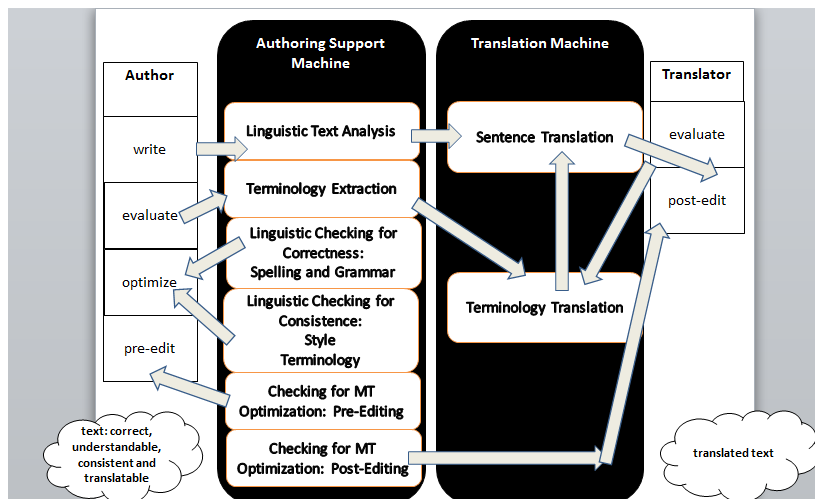 Author
write
evaluate
optimize
pre-edit
text: correct,
understandable,
consistent and
translatable
Authoring Support
Machine
Linguistic Text Analysis
Terminology Extraction
Linguistic Checking for
Correctness:
Spelling and Grammar
Linguistic Checking for
Consistence:
Style
Terminology
Checking for MT
Optimization: Pre-Editing
Checking for MT
Optimization: Post-Editing
Translation Machine
Sentence Translation
Terminology Translation
Translator
evaluate
post-edit
translated text